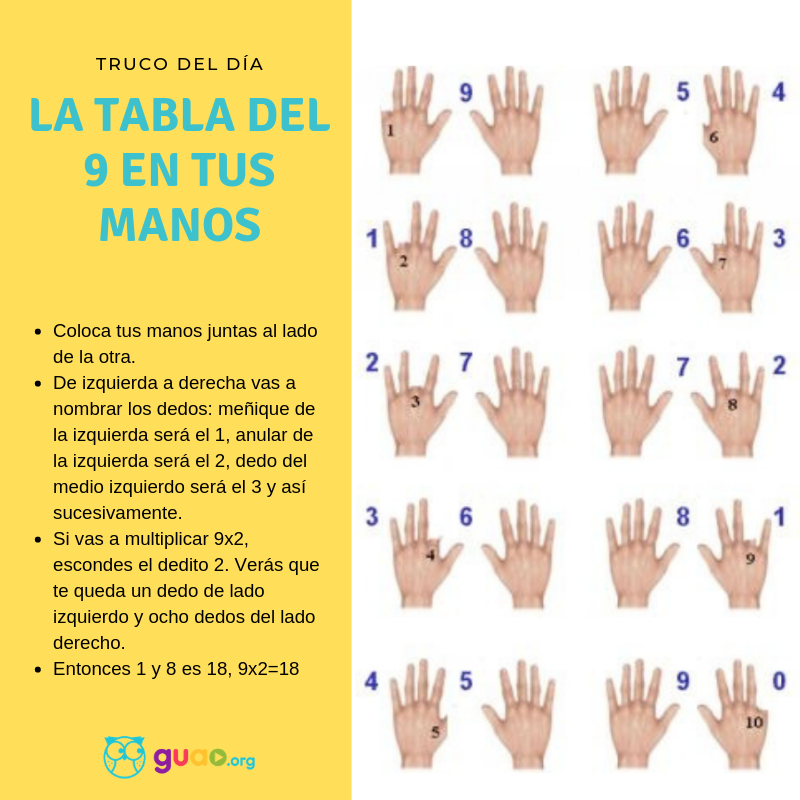 TRUCO DEL DÍA
LA TABLA DEL
9 EN TUS
MANOS
• Coloca tus manos juntas al lado
de la otra.
• De izquierda a derecha vas a
nombrar los dedos: meñique de
la izquierda será el 1, anular de
la izquierda será el 2, dedo del
medio izquierdo será el 3 y así
sucesivamente.
• Si vas a multiplicar 9x2,
escondes el dedito 2. Verás que
te queda un dedo de lado
izquierdo y ocho dedos del lado
derecho.
• Entonces 1 y 8 es 18, 9x2=18
guao.org
1 9
5 6 4
1 2 8
6 7 3
2 3 7
7 8 2
3 4 6
8 9 1
4 5 5
9 10 0